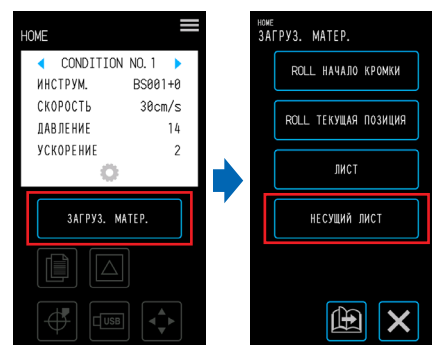 HOME
CONDITION NO.1
ИНСТРУМ. BS001+0
СКОРОСТЬ 30cm/s
ДАВЛЕНИЕ 14
УСКОРЕНИЕ 2
ЗАГРУЗ. МАТЕР.
USB
HOME
ЗАГРУЗ. МАТЕР.
ROLL НАЧАЛО КРОМКИ
ROLL ТЕКУЩАЯ ПОЗИЦИЯ
ЛИСТ
НЕСУЩИЙ ЛИСТ